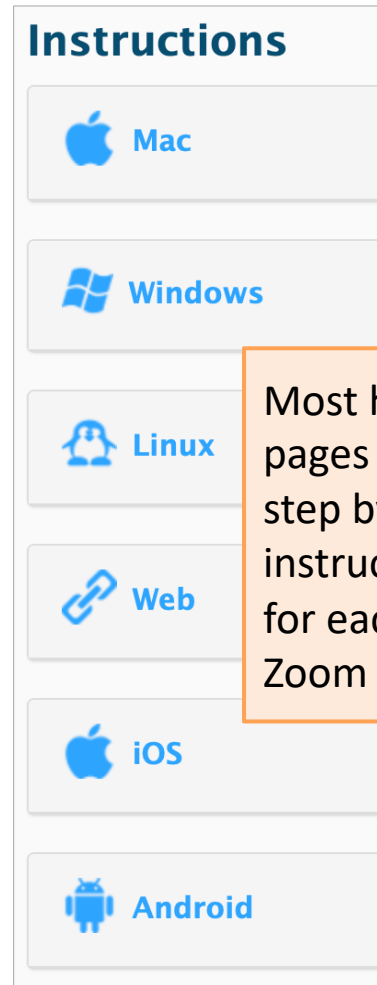 Instructions
Mac
Windows
Linux
Web
iOS
Android
Most
pages
step
for
Zoom